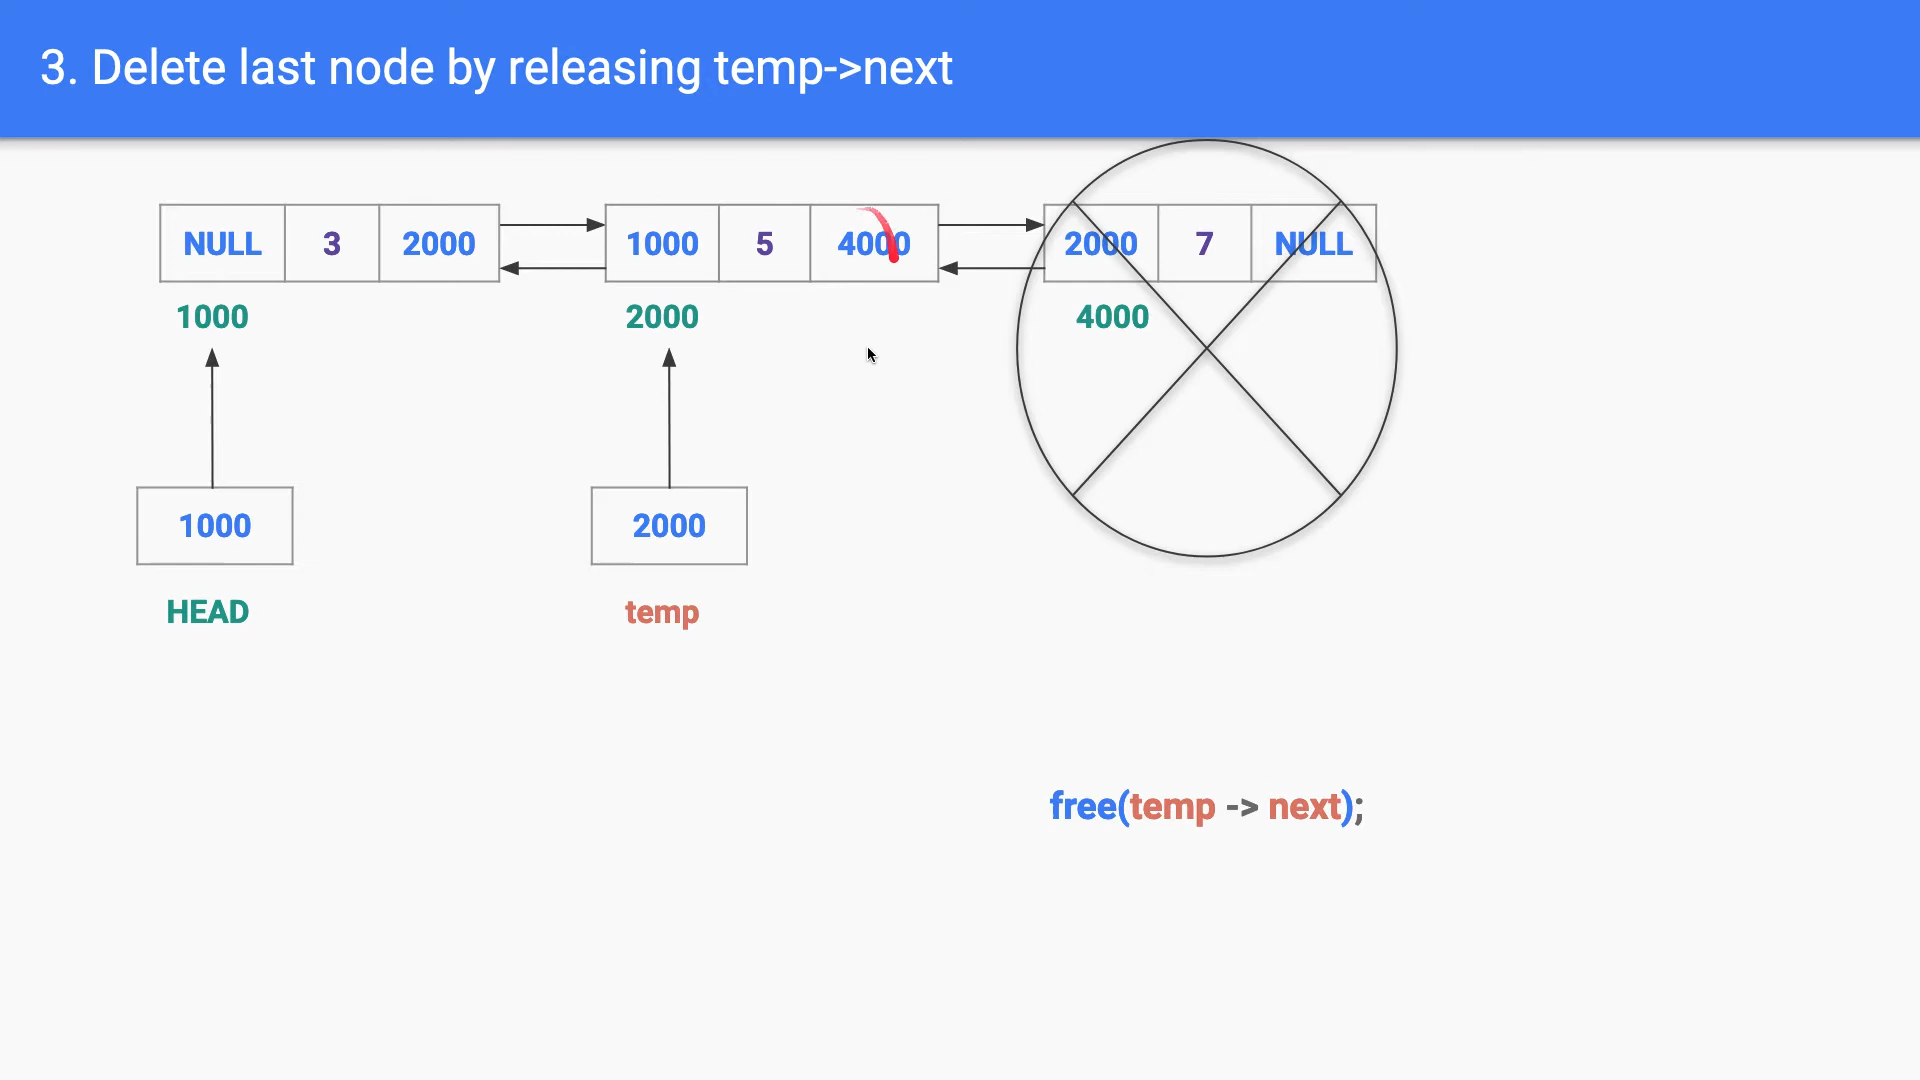 3. Delete last node by releasing temp->next
NULL 3 2000 1000 5 4000 2000 7 NULL
1000 2000 4000
1000 2000
HEAD temp
free(temp -> next);